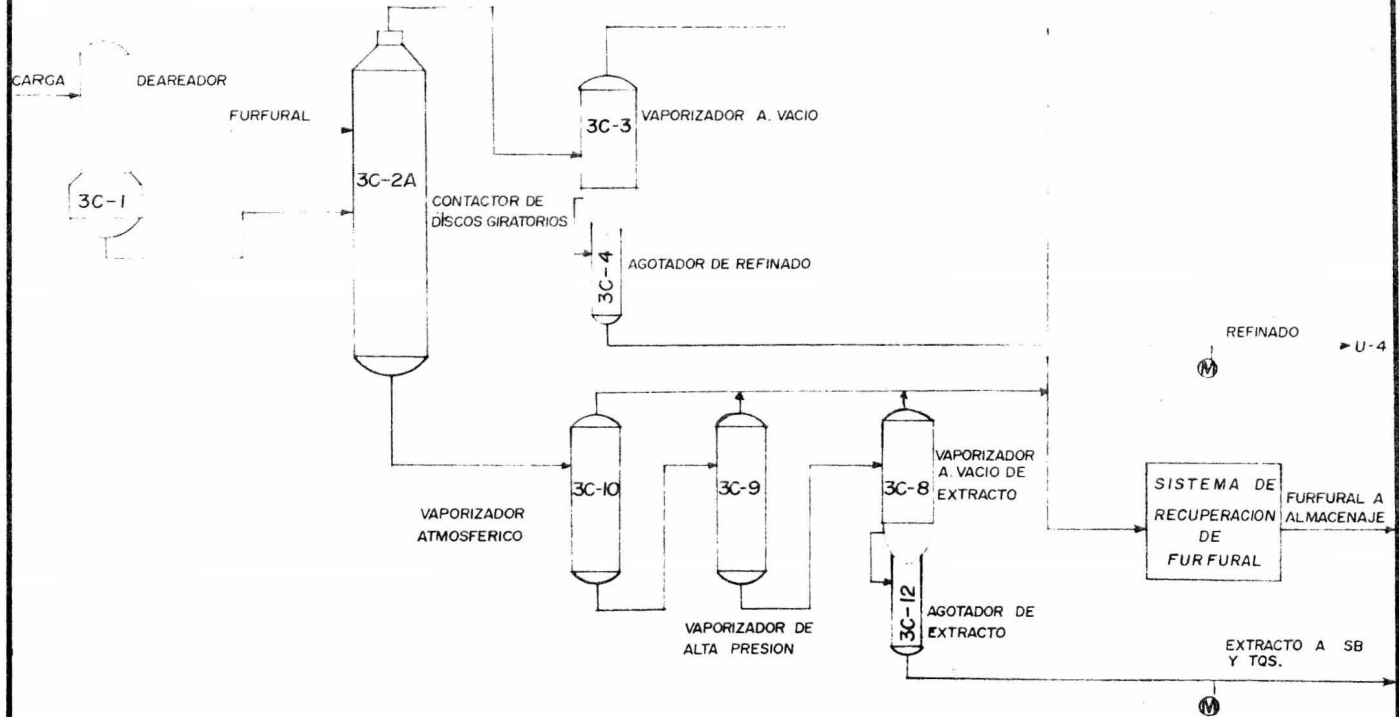 CARGA
DEAREADOR
FURFURAL
3C-1
3C-2A
CONTACTOR DE
DISCOS GIRATORIOS
3C-3
VAPORIZADOR A. VACIO
3C-4
AGOTADOR DE REFINADO
REFINADO
U-4
M
3C-10
VAPORIZADOR
ATMOSFERICO
3C-9
VAPORIZADOR DE
ALTA PRESION
3C-8
VAPORIZADOR
A. VACIO DE
EXTRACTO
3C-12
AGOTADOR DE
EXTRACTO
SISTEMA DE
RECUPERACION
DE
FURFURAL
FURFURAL A
ALMACENAJE
EXTRACTO A SB
Y TQS.
M